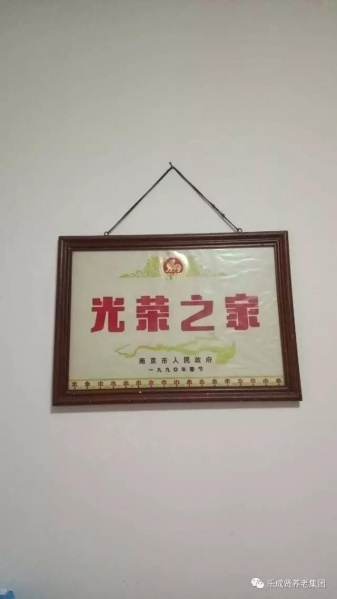 光荣之家
南京市人民政府
一九九〇年春节
乐成贤养老集团